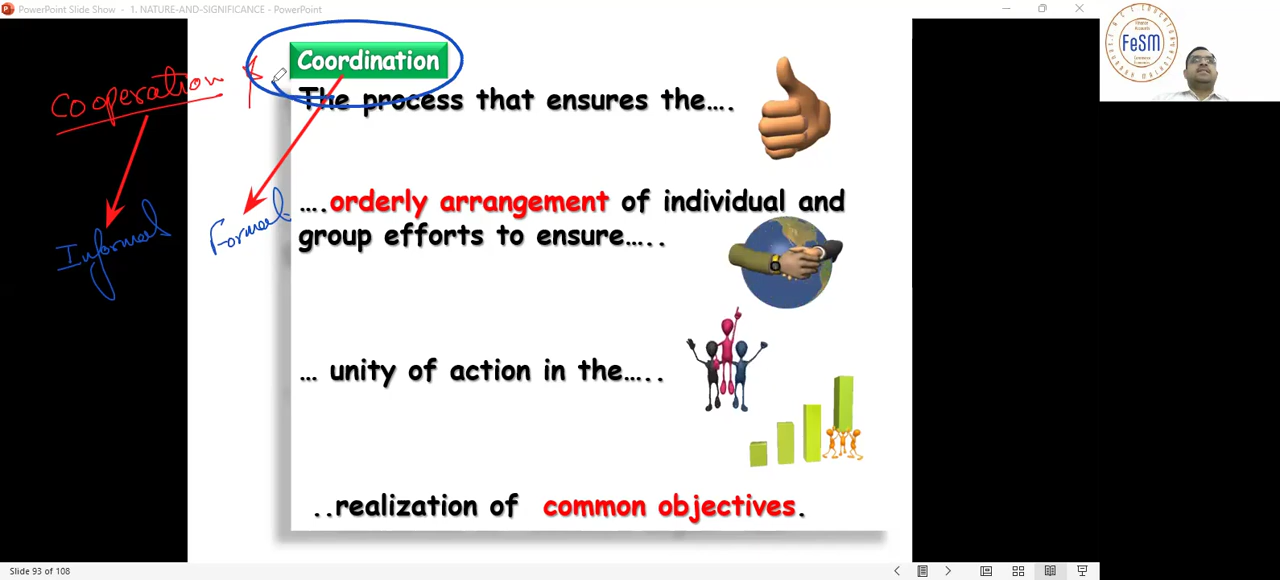 PowerPoint Slide Show - 1. NATURE-AND-SIGNIFICANCE - PowerPoint
Coordination
Cooperation
The process that ensures the….
….orderly arrangement of individual and
group efforts to ensure…..
Informal
Formal
… unity of action in the…..
..realization of common objectives.
FeSM
Slide 93 of 108